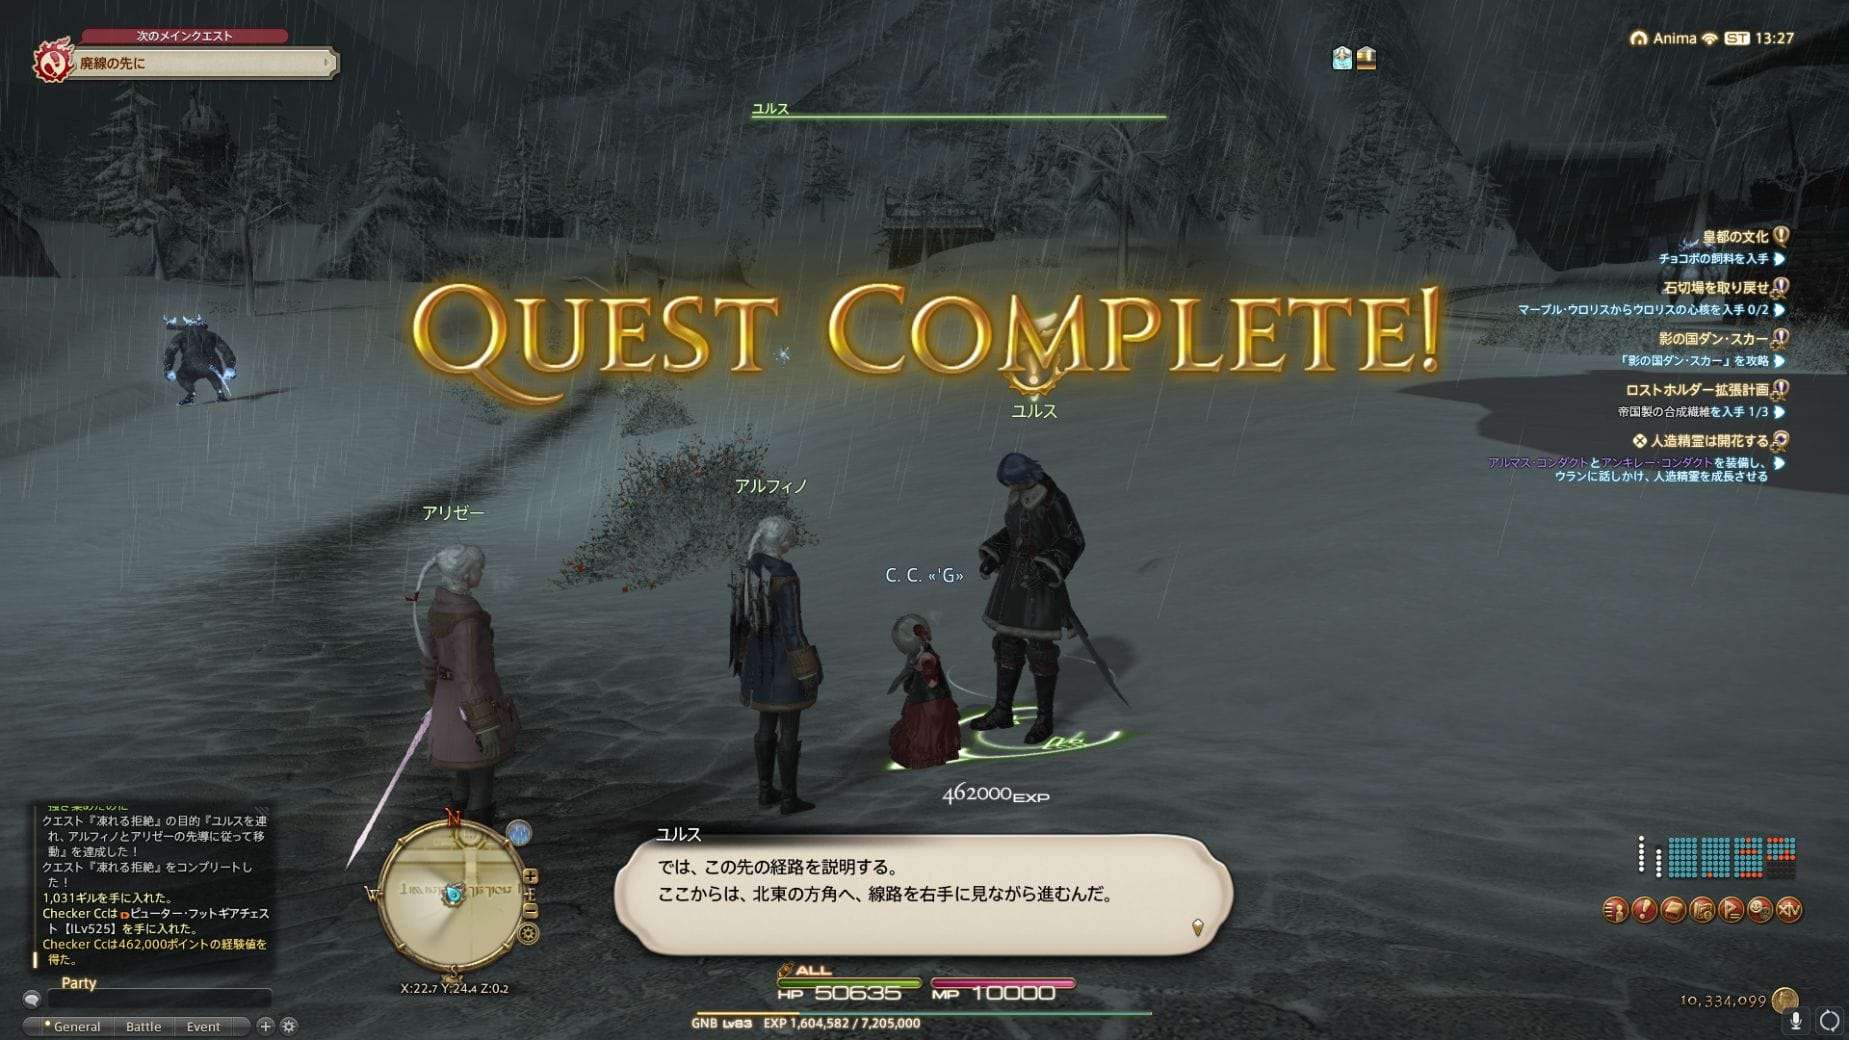 次のメインクエスト
廃線の先に
Anima ST 13:27
ユルス
皇都の文化
チョコボの飼料を入手
石切場を取り戻せ
マーブル・ウロリスからウロリスの心核を入手 0/2
影の国ダン・スカー
「影の国ダン・スカー」を攻略
ロストホルダー拡張計画
帝国製の合成繊維を入手 1/3
人造精霊は開花する
アルマス・コンダクトとアンキレー・コンダクトを装備し、
ウランに話しかけ、人造精霊を成長させる
QUEST COMPLETE!
ユルス
アルフィノ
アリゼー
C. C. «'G»
462000EXP
クエスト『凍れる拒絶』の目的『ユルスを連
れ、アルフィノとアリゼーの先導に従って移
動』を達成した！
クエスト『凍れる拒絶』をコンプリートし
た！
1,031ギルを手に入れた。
Checker Ccはピューター・フットギアチェス
ト【ILv525】を手に入れた。
Checker Ccは462,000ポイントの経験値を
得た。
Party
General Battle Event
N
W
E
X:22.7 Y:24.4 Z:0.2
ユルス
では、この先の経路を説明する。
ここからは、北東の方角へ、線路を右手に見ながら進むんだ。
ALL
HP 50635 MP 10000
GNB Lv83 EXP 1,604,582 / 7,205,000
XIV
10,334,099